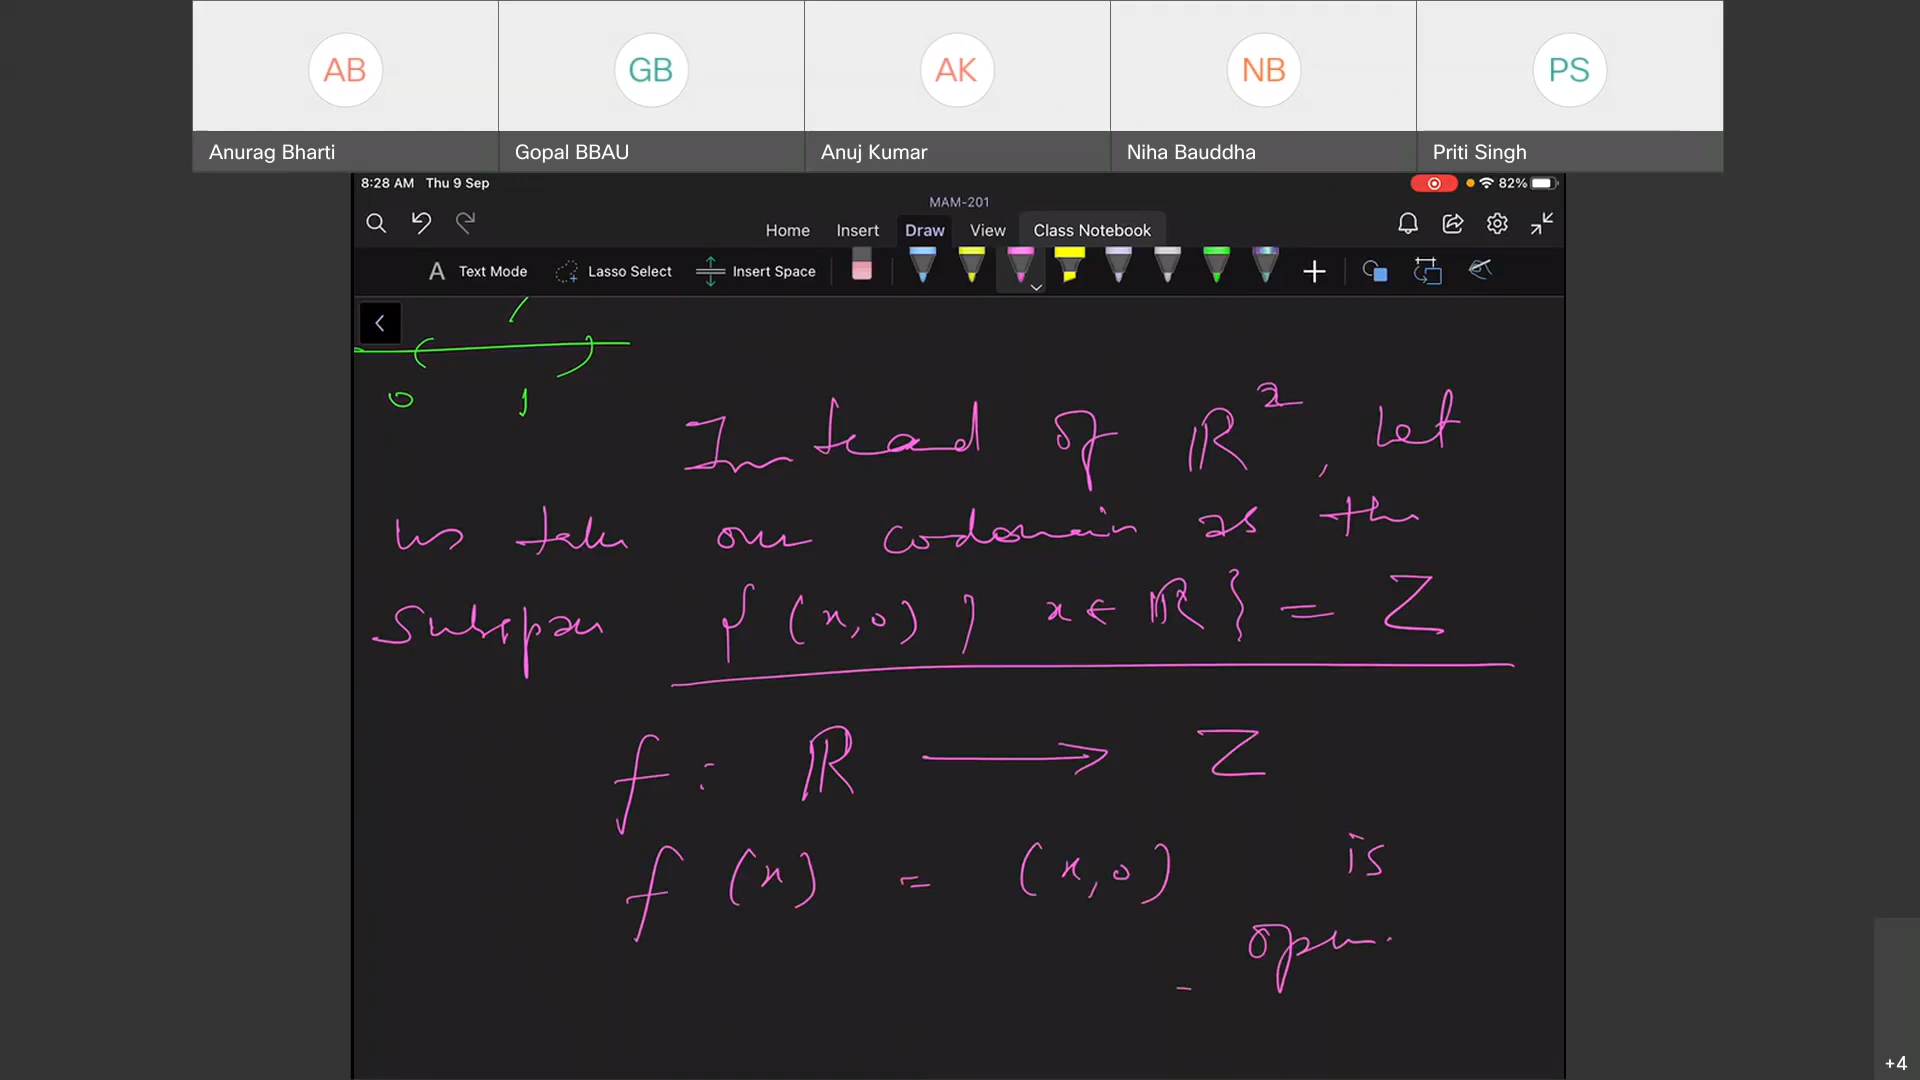 AB
GB
AK
NB
PS
Anurag Bharti
Gopal BBAU
Anuj Kumar
Niha Bauddha
Priti Singh
8:28 AM Thu 9 Sep
82%
MAM-201
Home Insert Draw View Class Notebook
A Text Mode Lasso Select Insert Space
0 1
Instead of ℝ², Let
us take our codomain as the
subspace {(x,0) | x ∈ ℝ} = Z
f : ℝ ⟶ Z
f(x) = (x,0) is
open.
+4